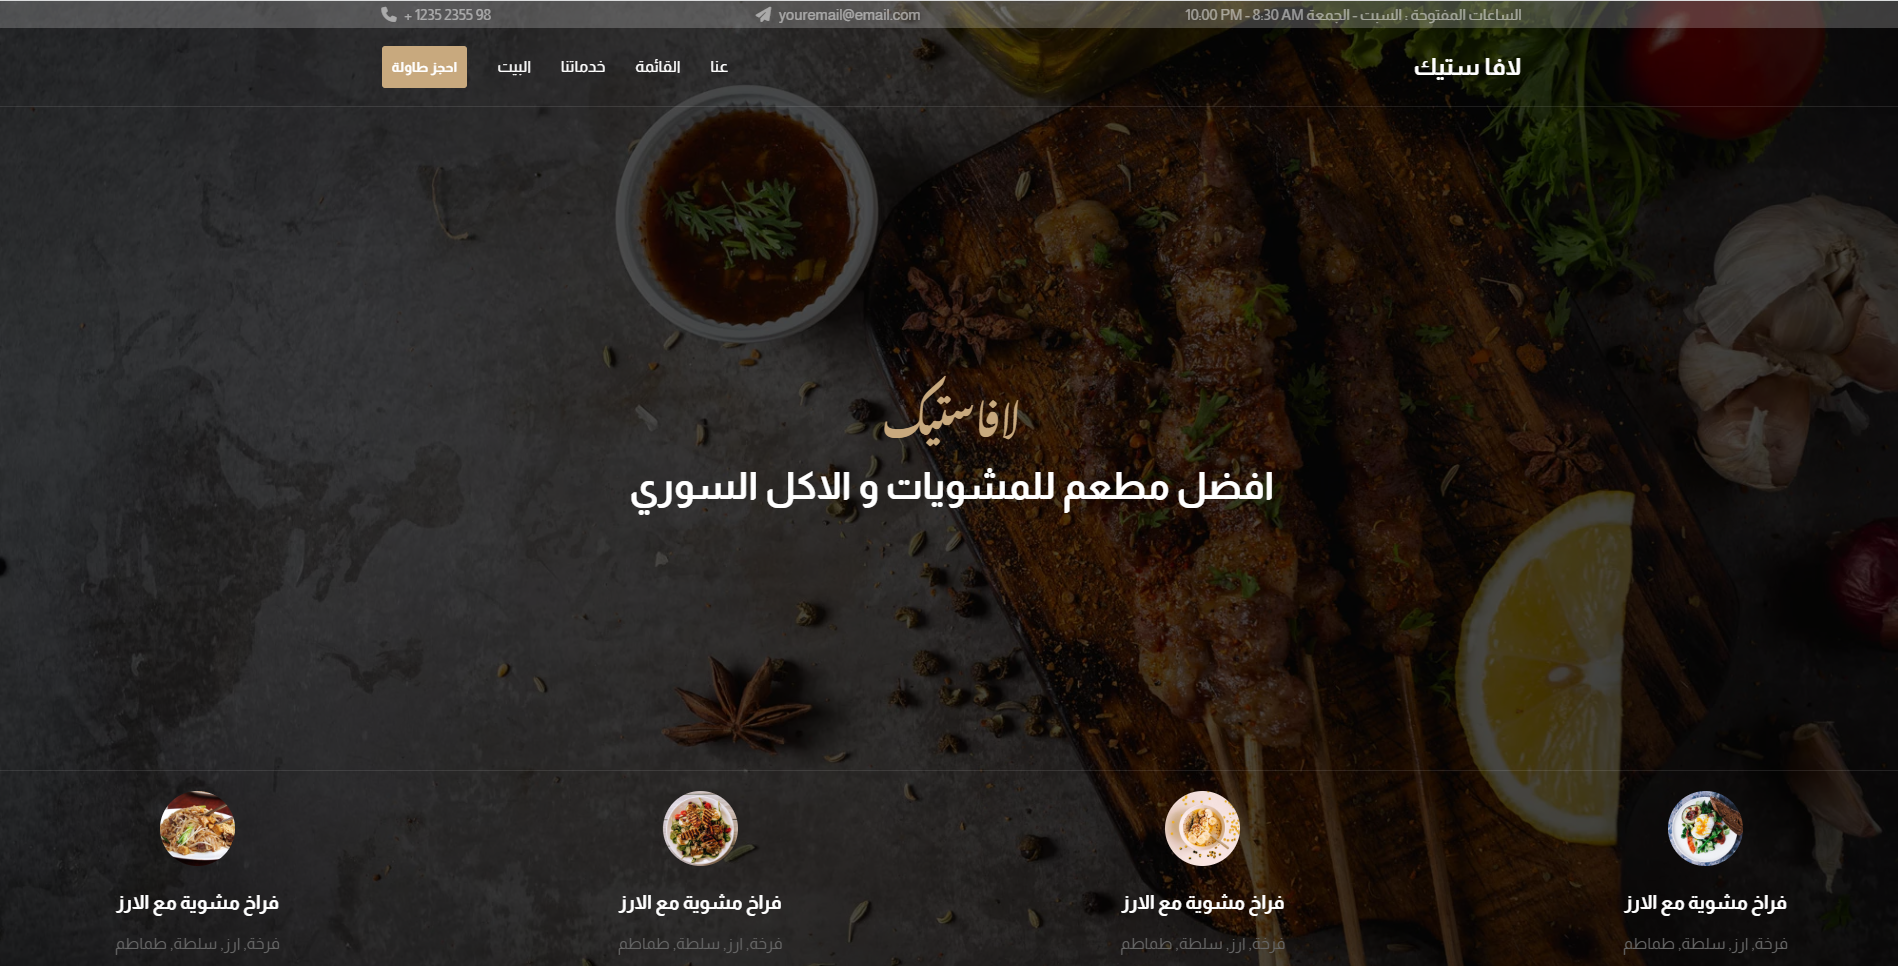 الساعات المفتوحة : السبت - الجمعة 8:30 AM - 10:00 PM
youremail@email.com
+ 1235 2355 98
لافا ستيك
عنا
القائمة
خدماتنا
البيت
احجز طاولة
لافا ستيك
افضل مطعم للمشويات و الاكل السوري
فراخ مشوية مع الارز
فراخ مشوية مع الارز
فراخ مشوية مع الارز
فراخ مشوية مع الارز
فرخة, ارز, سلطة, طماطم
فرخة, ارز, سلطة, طماطم
فرخة, ارز, سلطة, طماطم
فرخة, ارز, سلطة, طماطم